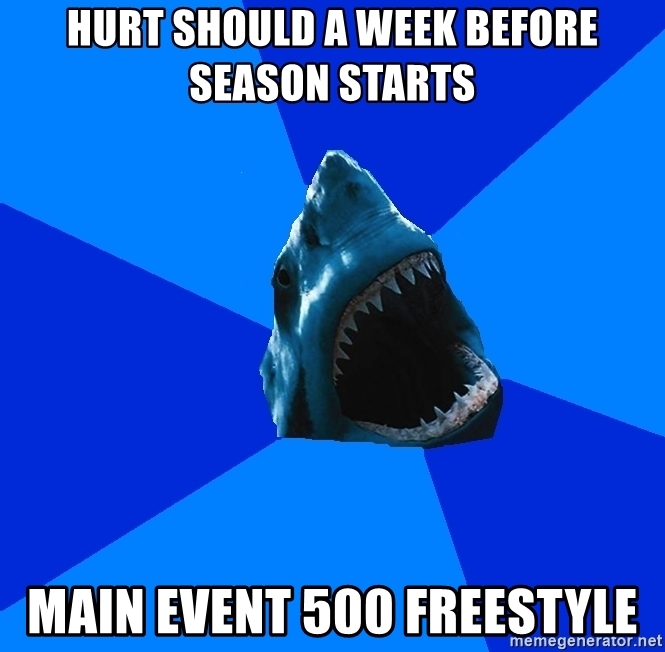 HURT SHOULD A WEEK BEFORE
SEASON STARTS
MAIN EVENT 500 FREESTYLE
memegenerator.net